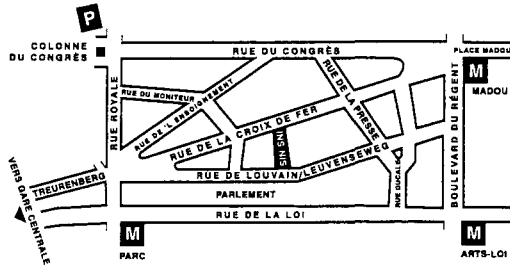 P
COLONNE
DU CONGRÈS
RUE DU CONGRÈS
PLACE MADOU
M
MADOU
RUE DU MONITEUR
RUE DE L'ENSEIGNEMENT
RUE ROYALE
RUE DE LA CROIX DE FER
RUE DE LA PRESSE
BOULEVARD DU RÉGENT
INS NIS
RUE DE LOUVAIN/LEUVENSEWEG
RUE DUCALE
TREURENBERG
VERS GARE CENTRALE
PARLEMENT
RUE DE LA LOI
M
PARC
M
ARTS-LOI